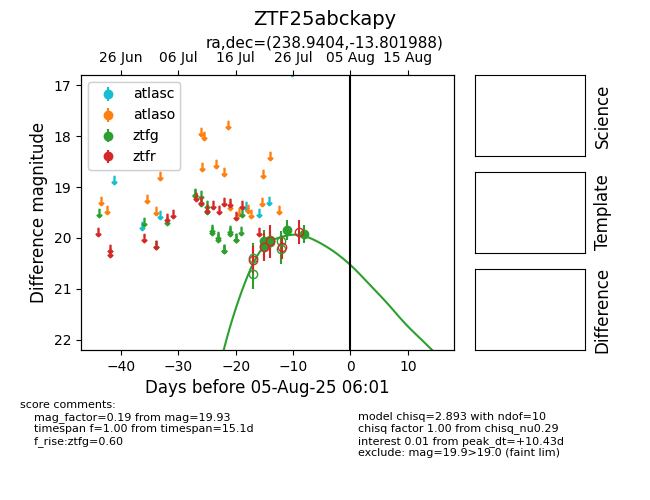 ZTF25abckapy
ra,dec=(238.9404,-13.801988)
26 Jun 06 Jul 16 Jul 26 Jul 05 Aug 15 Aug
17
18
19
20
21
22
Difference magnitude
atlasc
atlaso
ztfg
ztfr
−40 −30 −20 −10 0 10
Days before 05-Aug-25 06:01
Science
Template
Difference
score comments:
mag_factor=0.19 from mag=19.93
timespan f=1.00 from timespan=15.1d
f_rise:ztfg=0.60
model chisq=2.893 with ndof=10
chisq factor 1.00 from chisq_nu0.29
interest 0.01 from peak_dt=+10.43d
exclude: mag=19.9>19.0 (faint lim)